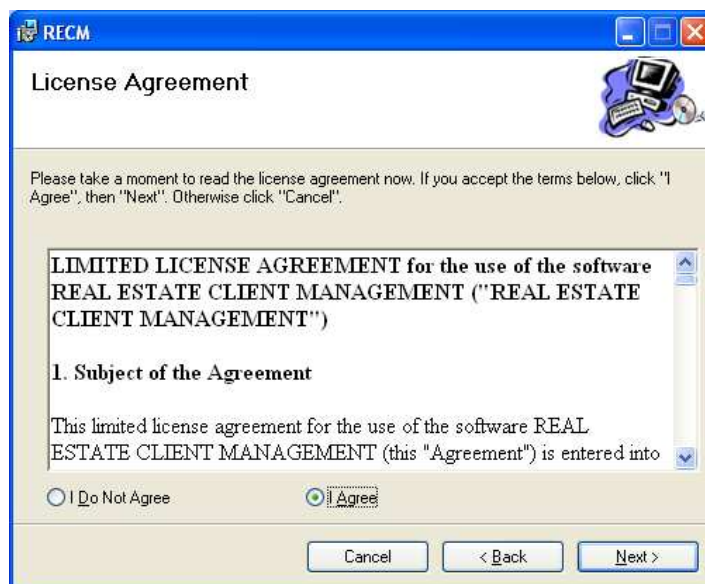 RECM
License Agreement
Please take a moment to read the license agreement now. If you accept the terms below, click "I
Agree", then "Next". Otherwise click "Cancel".
LIMITED LICENSE AGREEMENT for the use of the software
REAL ESTATE CLIENT MANAGEMENT ("REAL ESTATE
CLIENT MANAGEMENT")
1. Subject of the Agreement
This limited license agreement for the use of the software REAL
ESTATE CLIENT MANAGEMENT (this "Agreement") is entered into
I Do Not Agree
I Agree
Cancel
< Back
Next >